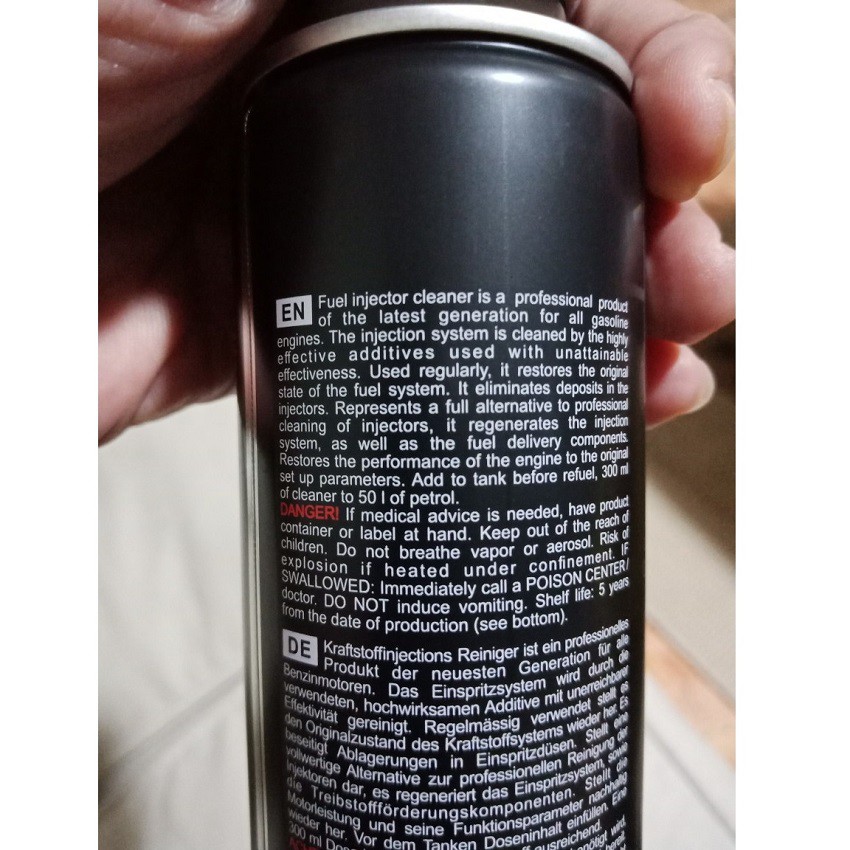 EN Fuel injector cleaner is a professional product
of the latest generation for all gasoline
engines. The injection system is cleaned by the highly
effective additives used with unattainable
effectiveness. Used regularly, it restores the original
state of the fuel system. It eliminates deposits in the
injectors. Represents a full alternative to professional
cleaning of injectors, it regenerates the injection
system, as well as the fuel delivery components.
Restores the performance of the engine to the original
set up parameters. Add to tank before refuel, 300 ml
of cleaner to 50 l of petrol.
DANGER! If medical advice is needed, have product
container or label at hand. Keep out of the reach of
children. Do not breathe vapor or aerosol. Risk of
explosion if heated under confinement. IF
SWALLOWED: Immediately call a POISON CENTER/
doctor. DO NOT induce vomiting. Shelf life: 5 years
from the date of production (see bottom).
DE Kraftstoffinjections Reiniger ist ein professionelles
Produkt der neuesten Generation für alle
Benzinmotoren. Das Einspritzsystem wird durch die
verwendeten, hochwirksamen Additive mit unerreichbarer
Effektivität gereinigt. Regelmässig verwendet stellt es
den Originalzustand des Kraftstoffsystems wieder her. Es
beseitigt Ablagerungen in Einspritzdüsen. Stellt eine
vollwertige Alternative zur professionellen Reinigung der
Injektoren dar, es regeneriert das Einspritzsystem, sowie
die Treibstoffförderungskomponenten. Stellt die
Motorleistung und seine Funktionsparameter nachhaltig
wieder her. Vor dem Tanken Doseninhalt einfüllen. Eine
300 ml ausreichend.